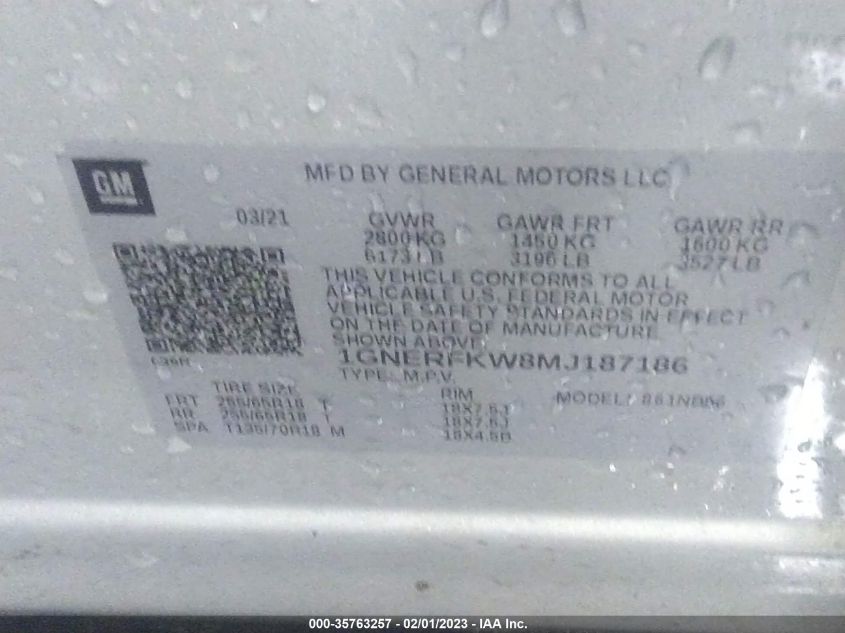 GM
MFD BY GENERAL MOTORS LLC
03/21 GVWR GAWR FRT GAWR RR
2800 KG 1450 KG 1600 KG
6173 LB 3196 LB 3527 LB
THIS VEHICLE CONFORMS TO ALL
APPLICABLE U.S. FEDERAL MOTOR
VEHICLE SAFETY STANDARDS IN EFFECT
ON THE DATE OF MANUFACTURE
SHOWN ABOVE.
1GNERFKW8MJ187186
TYPE: M.P.V.
TIRE SIZE RIM MODEL:
FRT 255/65R18 T 18X7.5J
RR 255/65R18 T 18X7.5J
SPA T135/70R18 M 18X4.5B
000-35763257 - 02/01/2023 - IAA Inc.